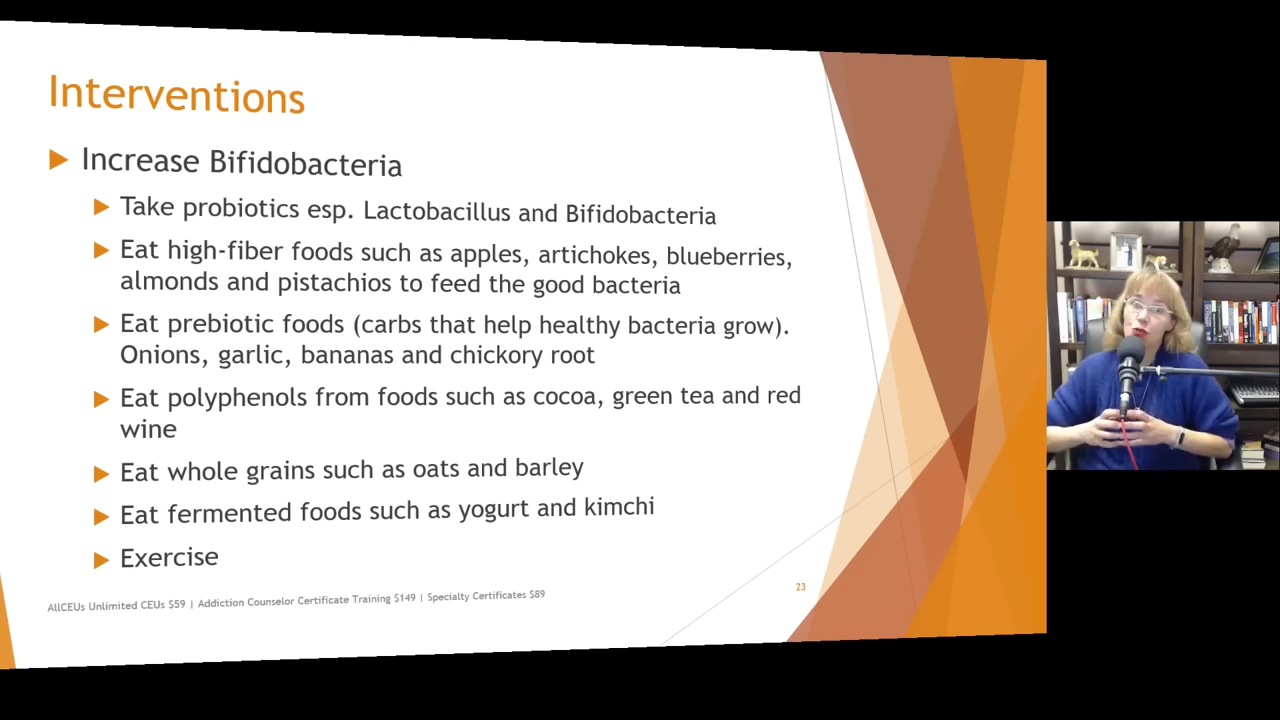 Interventions
Increase Bifidobacteria
Take probiotics esp. Lactobacillus and Bifidobacteria
Eat high-fiber foods such as apples, artichokes, blueberries,
almonds and pistachios to feed the good bacteria
Eat prebiotic foods (carbs that help healthy bacteria grow).
Onions, garlic, bananas and chickory root
Eat polyphenols from foods such as cocoa, green tea and red
wine
Eat whole grains such as oats and barley
Eat fermented foods such as yogurt and kimchi
Exercise
AllCEUs Unlimited CEUs $59 | Addiction Counselor Certificate Training $149 | Specialty Certificates $89
23